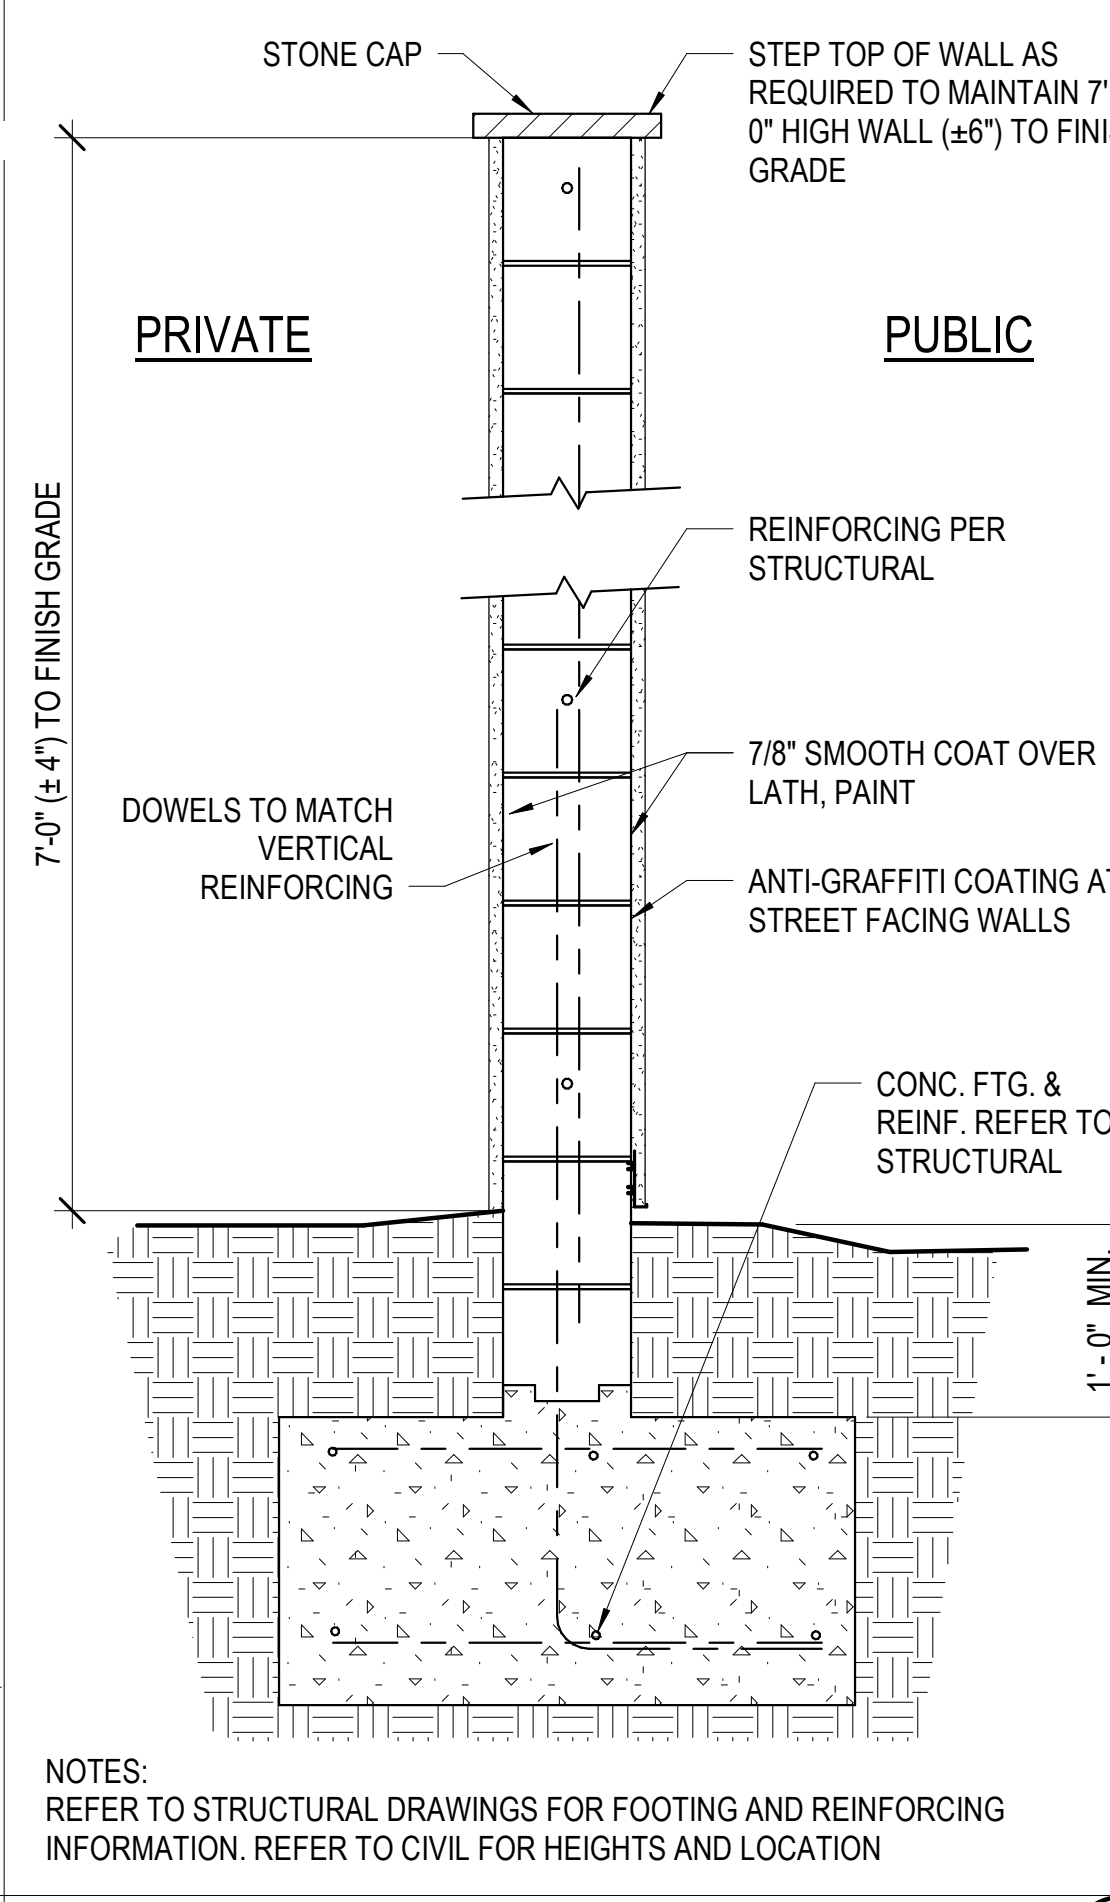 STONE CAP
STEP TOP OF WALL AS
REQUIRED TO MAINTAIN 7'
0" HIGH WALL (±6") TO
GRADE
PRIVATE
PUBLIC
7'-0" (± 4") TO FINISH GRADE
REINFORCING PER
STRUCTURAL
7/8" SMOOTH COAT OVER
LATH, PAINT
DOWELS TO MATCH
VERTICAL
REINFORCING
ANTI-GRAFFITI COATING AT
STREET FACING WALLS
CONC. FTG. &
REINF. REFER TO
STRUCTURAL
1' - 0" MIN.
NOTES:
REFER TO STRUCTURAL DRAWINGS FOR FOOTING AND REINFORCING
INFORMATION. REFER TO CIVIL FOR HEIGHTS AND LOCATION